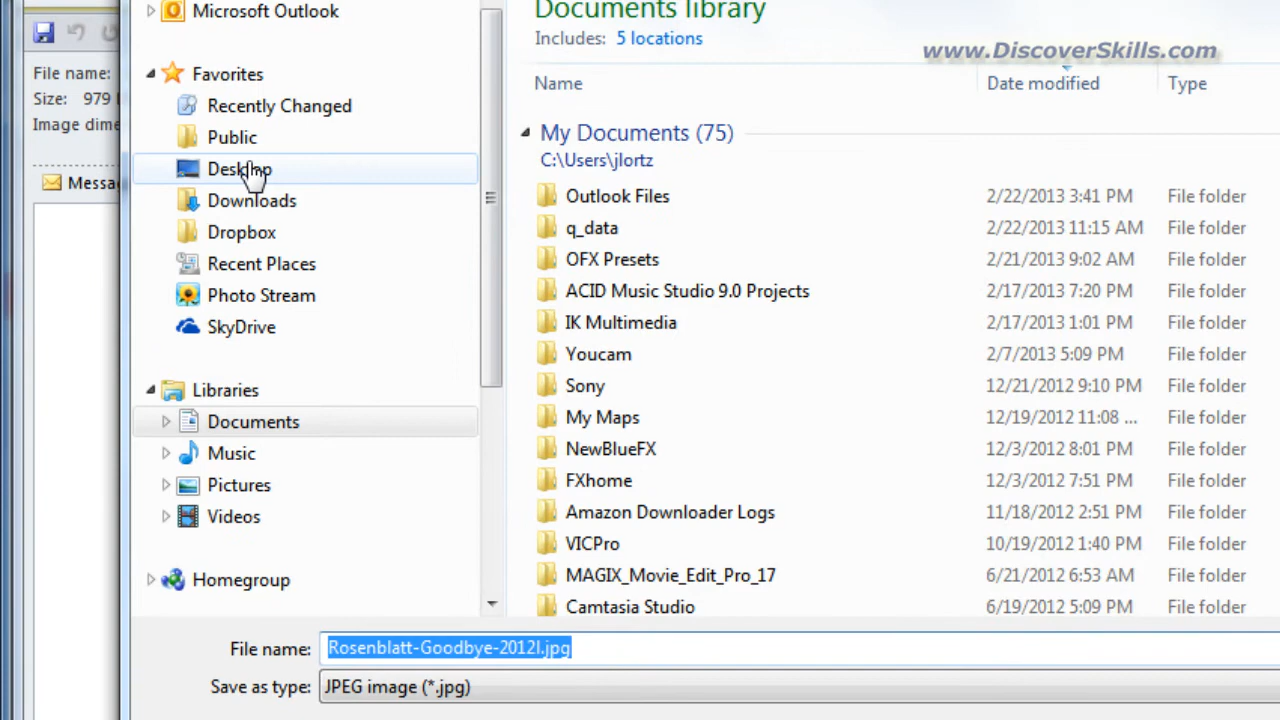 Microsoft Outlook
Favorites
Recently Changed
Public
Desktop
Downloads
Dropbox
Recent Places
Photo Stream
SkyDrive
Libraries
Documents
Music
Pictures
Videos
Homegroup
File name:
Size: 979
Image dime
Messa
Documents library
Includes: 5 locations
www.DiscoverSkills.com
Name Date modified Type
My Documents (75)
C:\Users\jlortz
Outlook Files 2/22/2013 3:41 PM File folder
q_data 2/22/2013 11:15 AM File folder
OFX Presets 2/21/2013 9:02 AM File folder
ACID Music Studio 9.0 Projects 2/17/2013 7:20 PM File folder
IK Multimedia 2/17/2013 1:01 PM File folder
Youcam 2/7/2013 5:09 PM File folder
Sony 12/21/2012 9:10 PM File folder
My Maps 12/19/2012 11:08 ... File folder
NewBlueFX 12/3/2012 8:01 PM File folder
FXhome 12/3/2012 7:51 PM File folder
Amazon Downloader Logs 11/18/2012 2:51 PM File folder
VICPro 10/19/2012 1:40 PM File folder
MAGIX_Movie_Edit_Pro_17 6/21/2012 6:53 AM File folder
Camtasia Studio 6/19/2012 5:09 PM File folder
File name: Rosenblatt-Goodbye-2012l.jpg
Save as type: JPEG image (*.jpg)